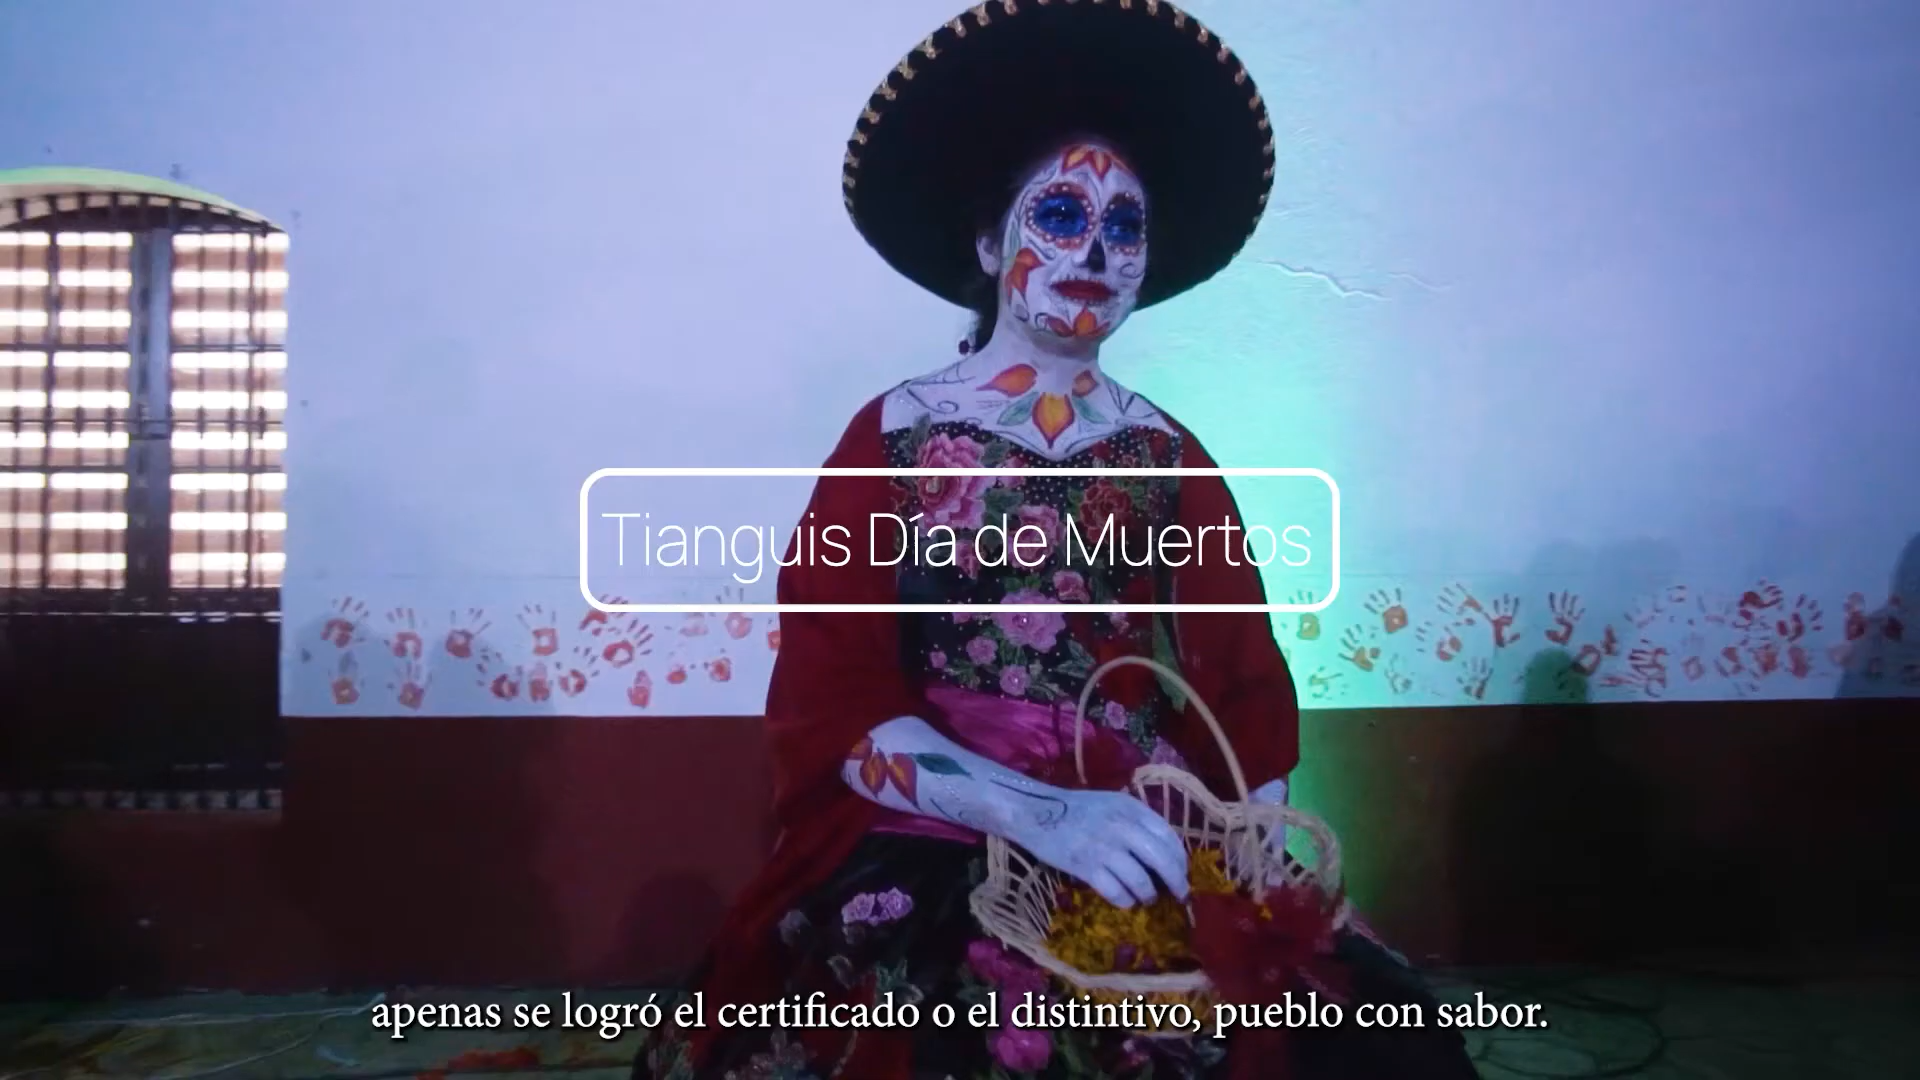 Tianguis Día de Muertos
apenas se logró el certificado o el distintivo, pueblo con sabor.